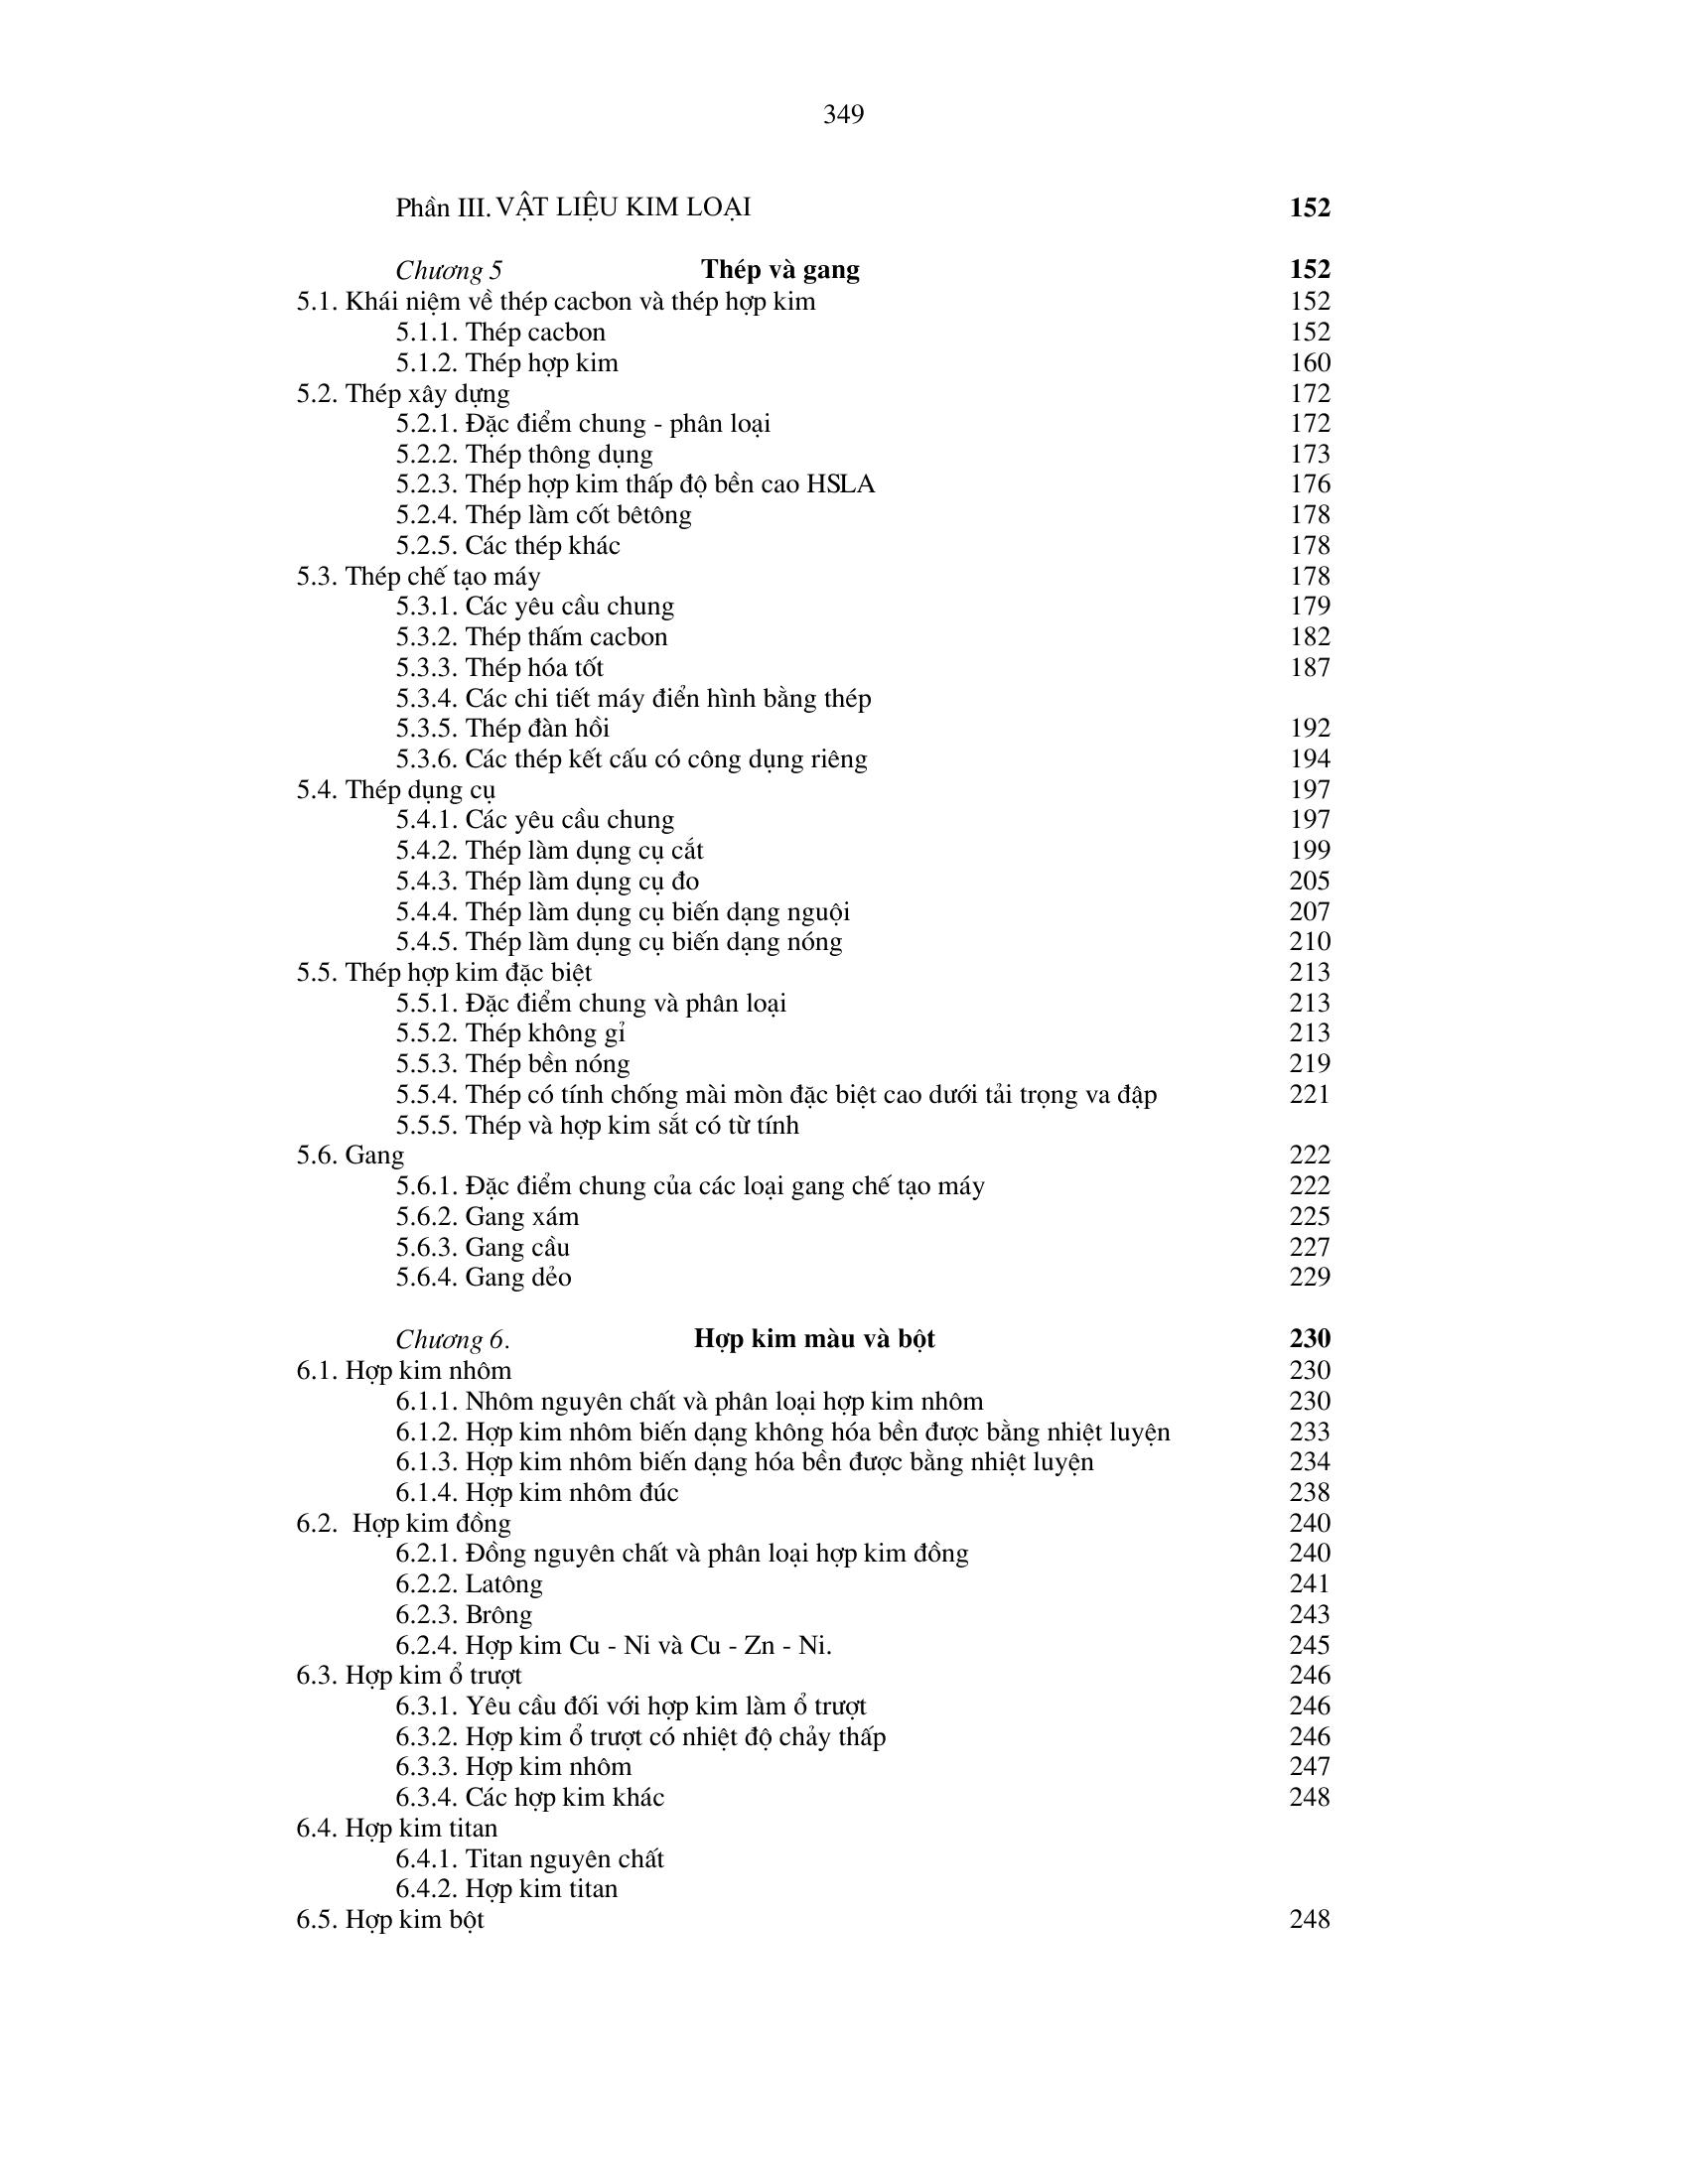 349
Phần III. VẬT LIỆU KIM LOẠI 152
Chương 5 Thép và gang 152
5.1. Khái niệm về thép cacbon và thép hợp kim 152
5.1.1. Thép cacbon 152
5.1.2. Thép hợp kim 160
5.2. Thép xây dựng 172
5.2.1. Đặc điểm chung - phân loại 172
5.2.2. Thép thông dụng 173
5.2.3. Thép hợp kim thấp độ bền cao HSLA 176
5.2.4. Thép làm cốt bêtông 178
5.2.5. Các thép khác 178
5.3. Thép chế tạo máy 178
5.3.1. Các yêu cầu chung 179
5.3.2. Thép thấm cacbon 182
5.3.3. Thép hóa tốt 187
5.3.4. Các chi tiết máy điển hình bằng thép
5.3.5. Thép đàn hồi 192
5.3.6. Các thép kết cấu có công dụng riêng 194
5.4. Thép dụng cụ 197
5.4.1. Các yêu cầu chung 197
5.4.2. Thép làm dụng cụ cắt 199
5.4.3. Thép làm dụng cụ đo 205
5.4.4. Thép làm dụng cụ biến dạng nguội 207
5.4.5. Thép làm dụng cụ biến dạng nóng 210
5.5. Thép hợp kim đặc biệt 213
5.5.1. Đặc điểm chung và phân loại 213
5.5.2. Thép không gỉ 213
5.5.3. Thép bền nóng 219
5.5.4. Thép có tính chống mài mòn đặc biệt cao dưới tải trọng va đập 221
5.5.5. Thép và hợp kim sắt có từ tính
5.6. Gang 222
5.6.1. Đặc điểm chung của các loại gang chế tạo máy 222
5.6.2. Gang xám 225
5.6.3. Gang cầu 227
5.6.4. Gang dẻo 229
Chương 6. Hợp kim màu và bột 230
6.1. Hợp kim nhôm 230
6.1.1. Nhôm nguyên chất và phân loại hợp kim nhôm 230
6.1.2. Hợp kim nhôm biến dạng không hóa bền được bằng nhiệt luyện 233
6.1.3. Hợp kim nhôm biến dạng hóa bền được bằng nhiệt luyện 234
6.1.4. Hợp kim nhôm đúc 238
6.2. Hợp kim đồng 240
6.2.1. Đồng nguyên chất và phân loại hợp kim đồng 240
6.2.2. Latông 241
6.2.3. Brông 243
6.2.4. Hợp kim Cu - Ni và Cu - Zn - Ni. 245
6.3. Hợp kim ổ trượt 246
6.3.1. Yêu cầu đối với hợp kim làm ổ trượt 246
6.3.2. Hợp kim ổ trượt có nhiệt độ chảy thấp 246
6.3.3. Hợp kim nhôm 247
6.3.4. Các hợp kim khác 248
6.4. Hợp kim titan
6.4.1. Titan nguyên chất
6.4.2. Hợp kim titan
6.5. Hợp kim bột 248